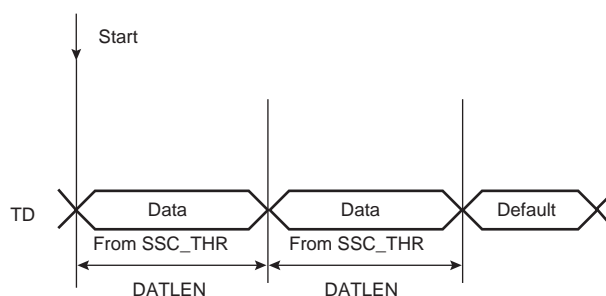 Start
TD Data Data Default
From SSC_THR From SSC_THR
DATLEN DATLEN